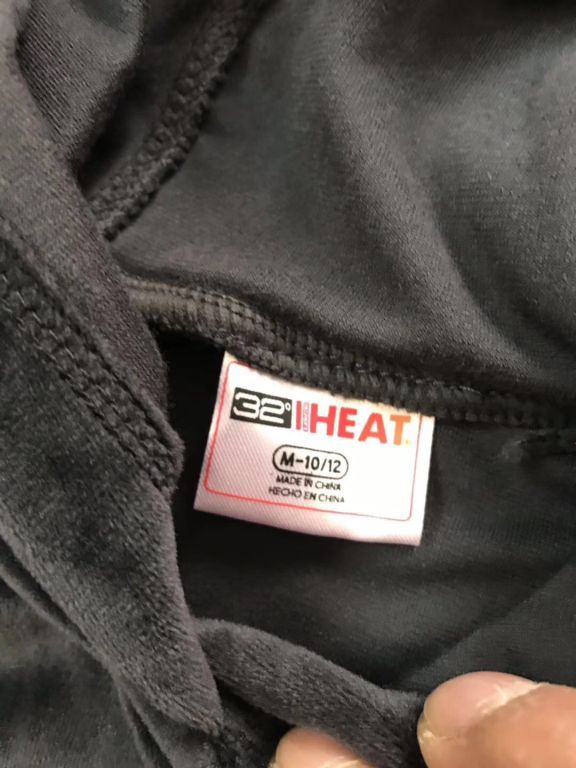 32° HEAT
M-10/12
MADE IN CHINA
HECHO EN CHINA